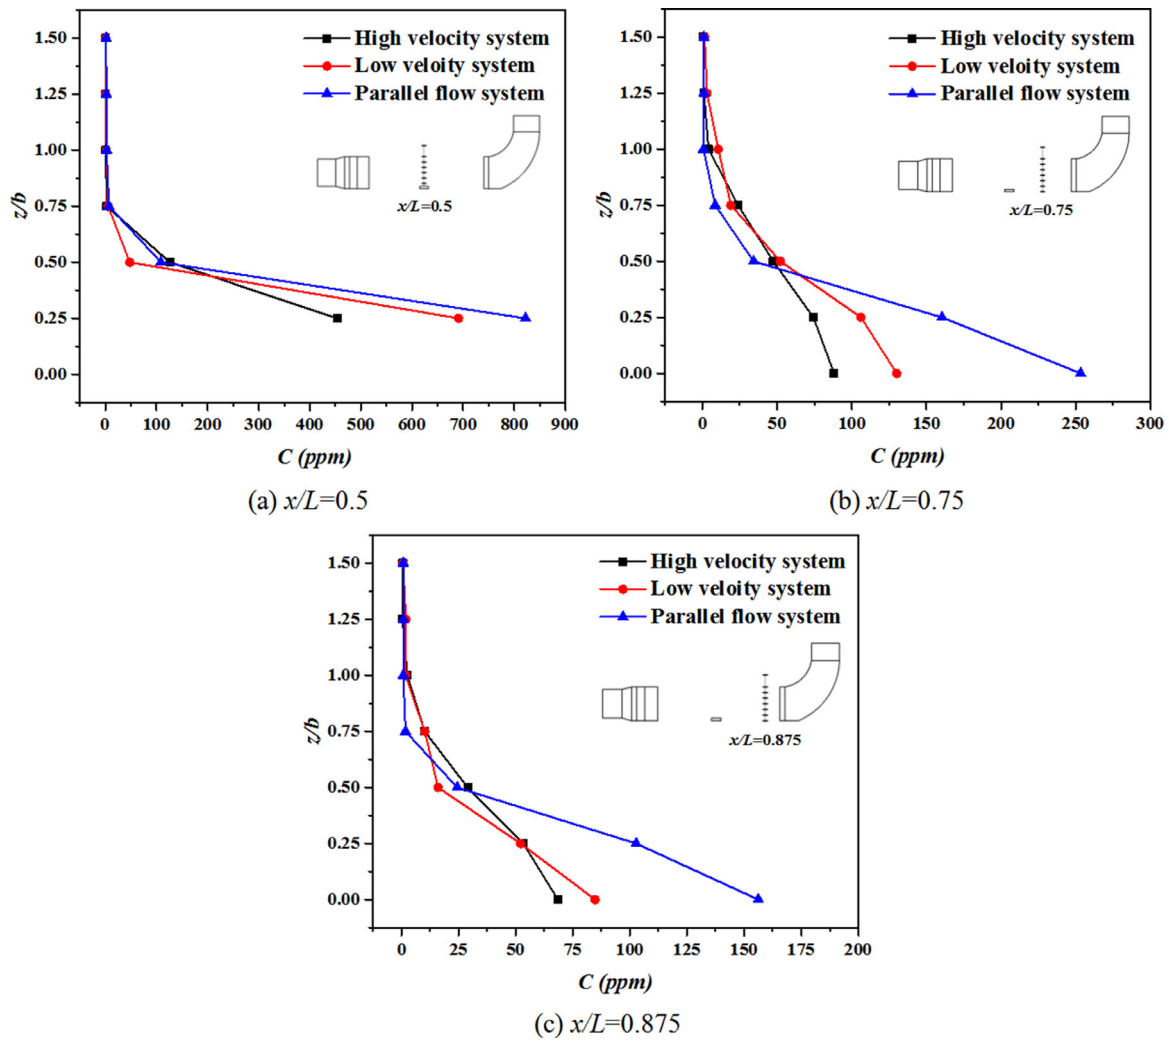 High velocity system
Low veloity system
Parallel flow system
1.50
1.25
1.00
0.75
0.50
0.25
0.00
z/b
x/L=0.5
0 100 200 300 400 500 600 700 800 900
C (ppm)
(a) x/L=0.5
High velocity system
Low veloity system
Parallel flow system
1.50
1.25
1.00
0.75
0.50
0.25
0.00
z/b
x/L=0.75
0 50 100 150 200 250 300
C (ppm)
(b) x/L=0.75
High velocity system
Low veloity system
Parallel flow system
1.50
1.25
1.00
0.75
0.50
0.25
0.00
z/b
x/L=0.875
0 25 50 75 100 125 150 175 200
C (ppm)
(c) x/L=0.875